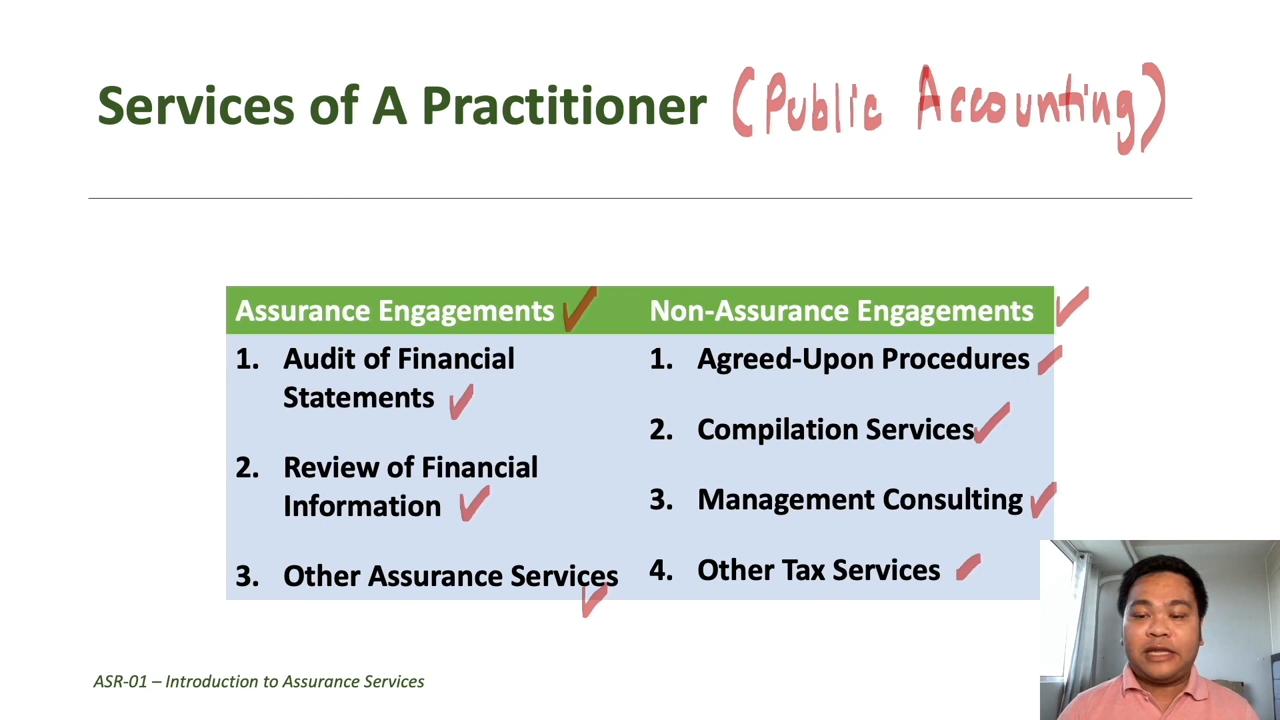 Services of A Practitioner (Public Accounting)
Assurance Engagements
1. Audit of Financial
Statements
2. Review of Financial
Information
3. Other Assurance Services
Non-Assurance Engagements
1. Agreed-Upon Procedures
2. Compilation Services
3. Management Consulting
4. Other Tax Services
ASR-01 – Introduction to Assurance Services